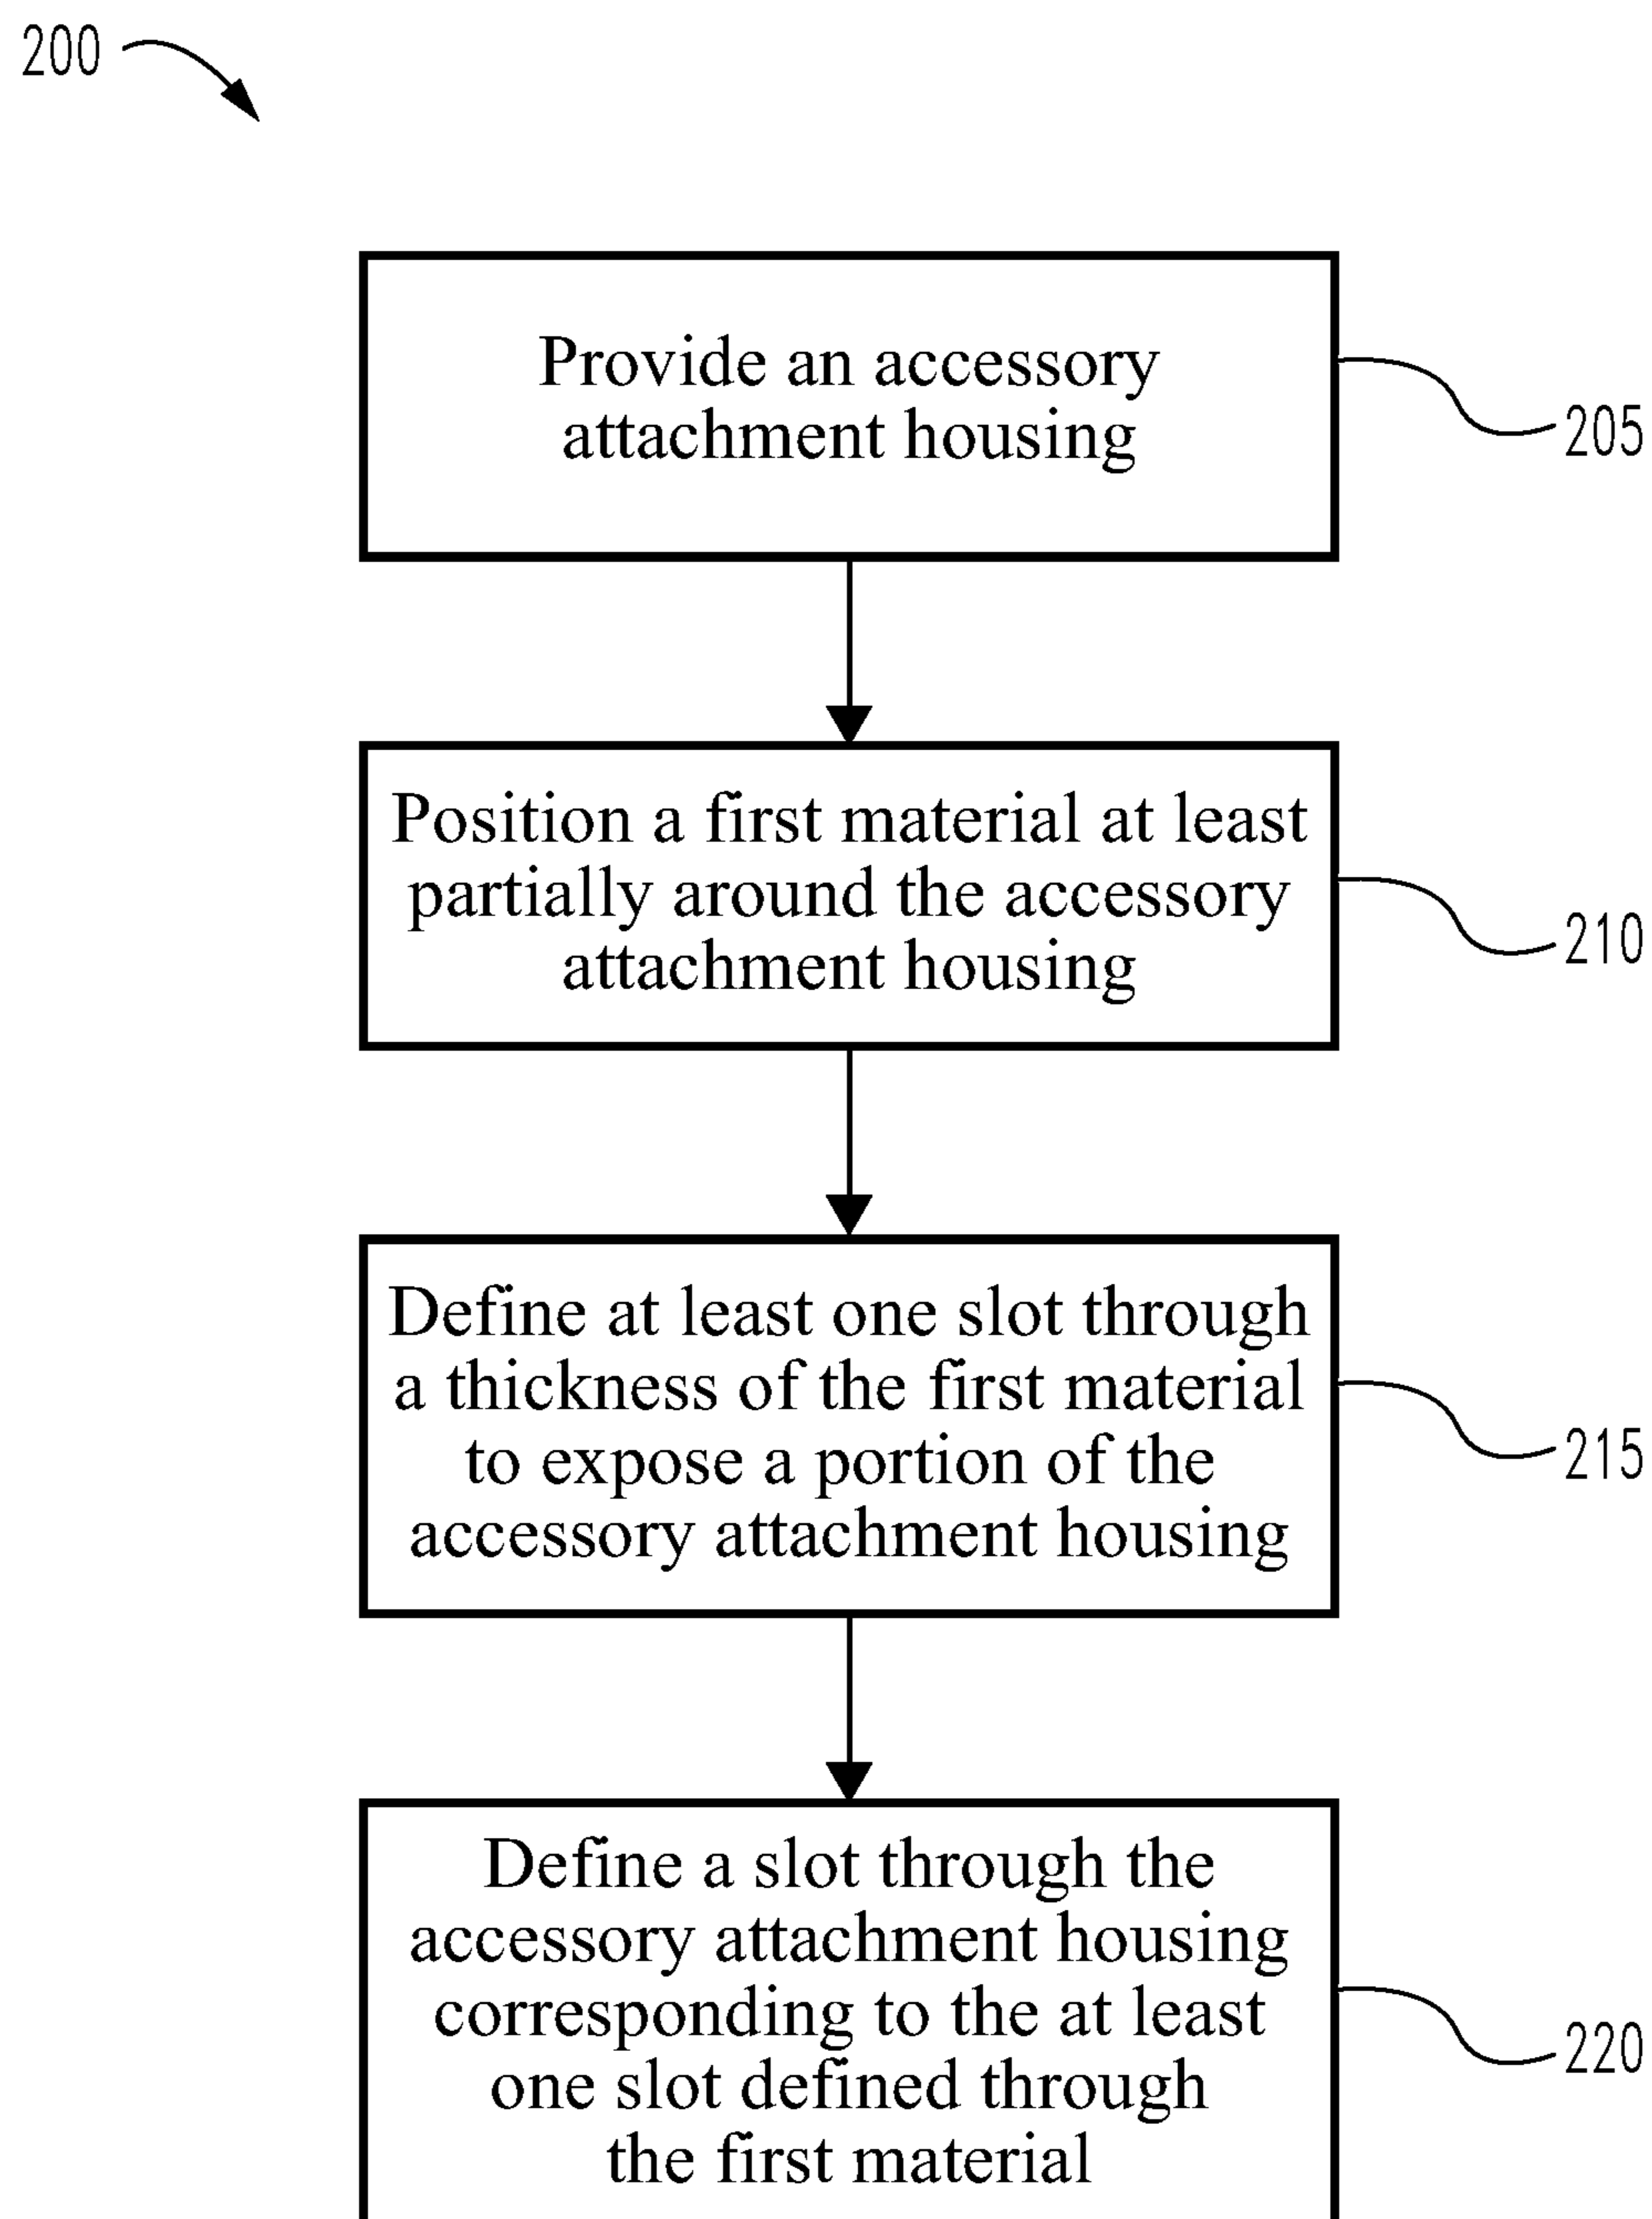 200
Provide an accessory
attachment housing
205
Position a first material at least
partially around the accessory
attachment housing
210
Define at least one slot through
a thickness of the first material
to expose a portion of the
accessory attachment housing
215
Define a slot through the
accessory attachment housing
corresponding to the at least
one slot defined through
the first material
220